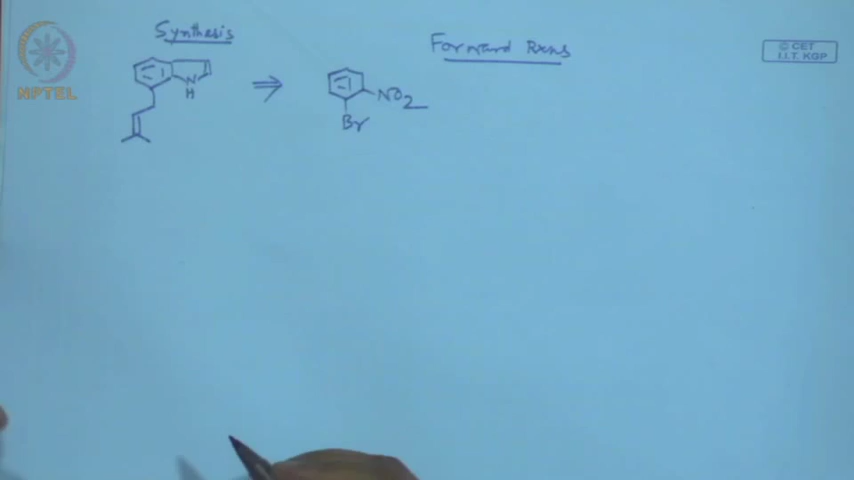 Synthesis
Forward Rxns
© CET
I.I.T. KGP
NPTEL
N
H
NO2
Br